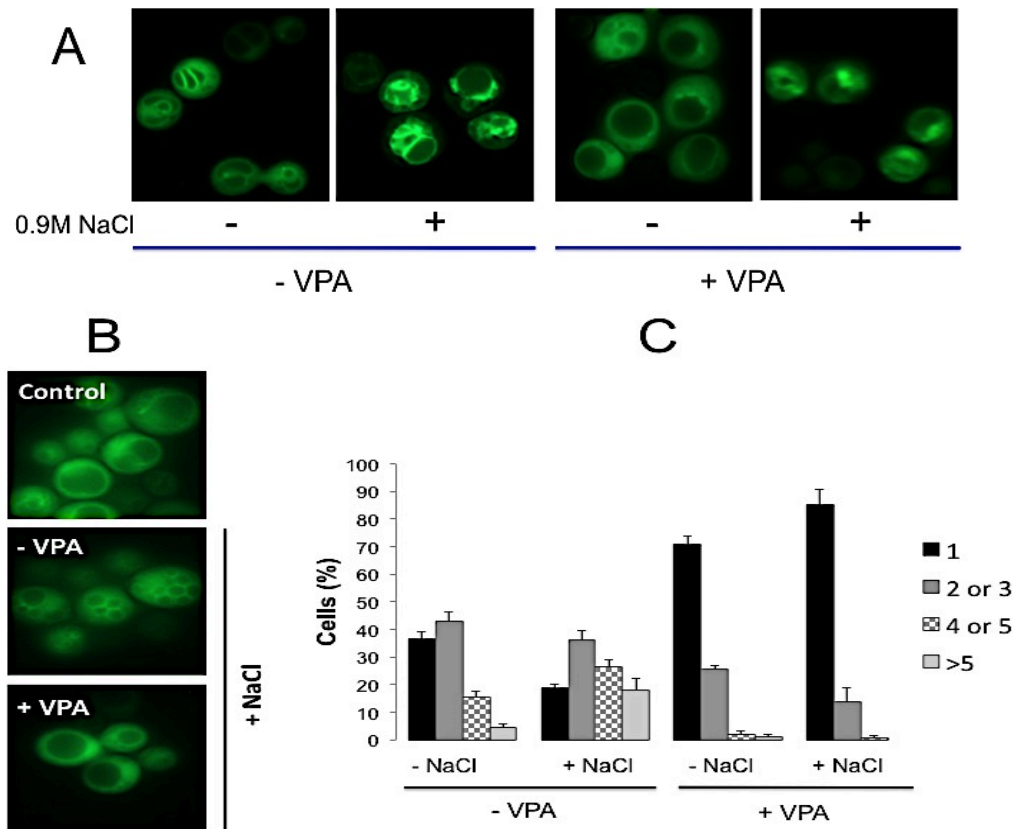 A
0.9M NaCl - + - +
- VPA + VPA
B
Control
- VPA
+ VPA
+ NaCl
C
Cells (%)
100
90
80
70
60
50
40
30
20
10
0
- NaCl + NaCl - NaCl + NaCl
- VPA + VPA
1
2 or 3
4 or 5
>5